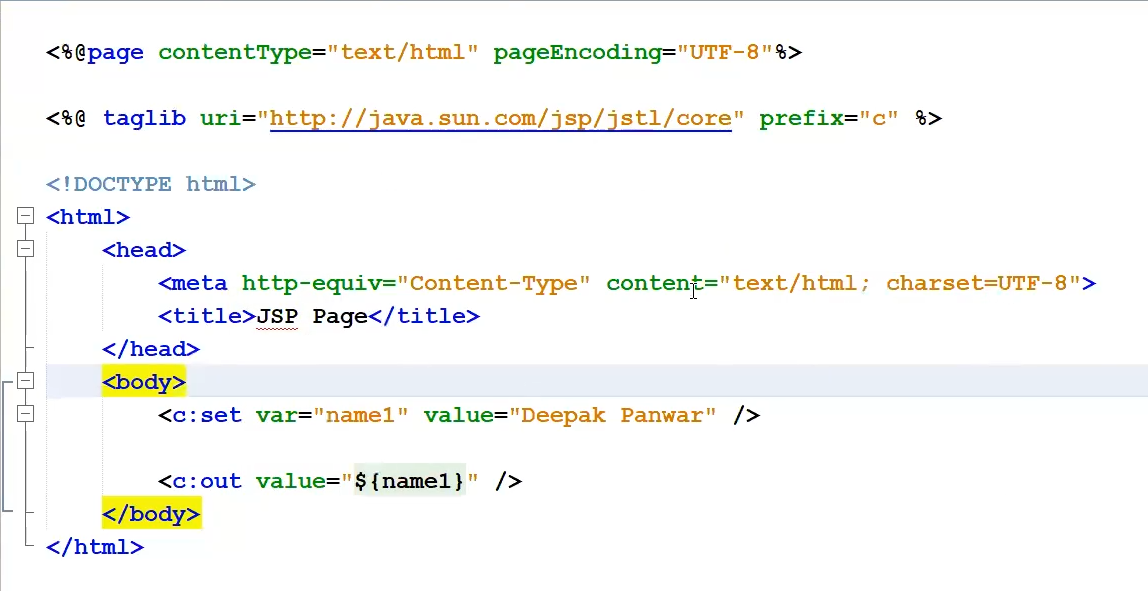 <%@page contentType="text/html" pageEncoding="UTF-8"%>
<%@ taglib uri="http://java.sun.com/jsp/jstl/core" prefix="c" %>
<!DOCTYPE html>
<html>
<head>
<meta http-equiv="Content-Type" content="text/html; charset=UTF-8">
<title>JSP Page</title>
</head>
<body>
<c:set var="name1" value="Deepak Panwar" />
<c:out value="${name1}" />
</body>
</html>